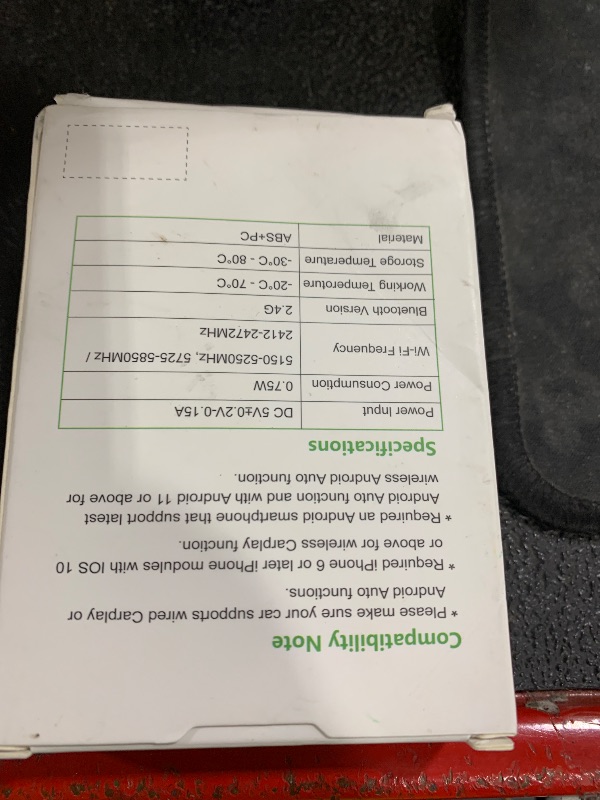 Compatibility Note
* Please make sure your car supports wired Carplay or
Android Auto functions.
* Required iPhone 6 or later iPhone modules with IOS 10
or above for wireless Carplay function.
* Required an Android smartphone that support latest
Android Auto function and with Android 11 or above for
wireless Android Auto function.
Specifications
Power Input DC 5V±0.2V-0.15A
Power Consumption 0.75W
Wi-Fi Frequency 5150-5250MHz, 5725-5850MHz /
2412-2472MHz
Bluetooth Version 2.4G
Working Temperoture -20°C - 70°C
Storoge Temperature -30°C - 80°C
Material ABS+PC